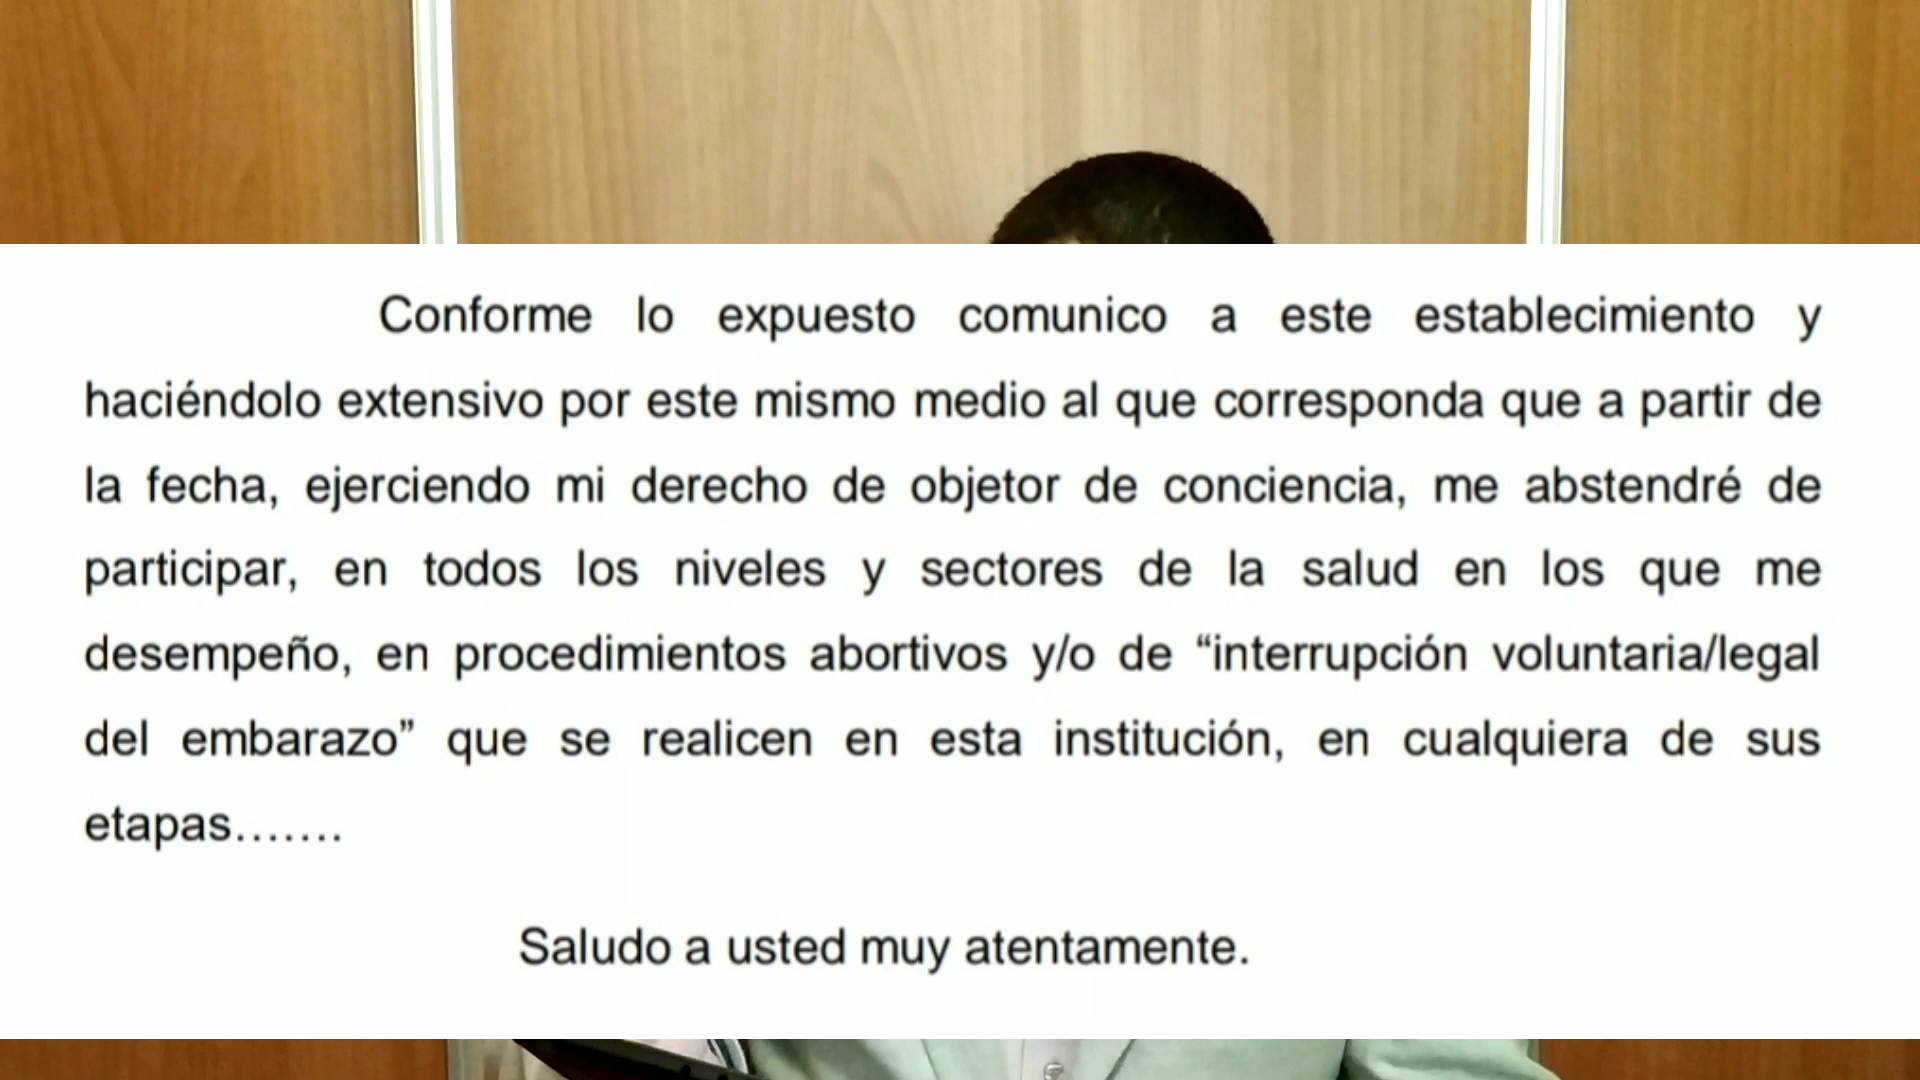 Conforme lo expuesto comunico a este establecimiento y
haciéndolo extensivo por este mismo medio al que corresponda que a partir de
la fecha, ejerciendo mi derecho de objetor de conciencia, me abstendré de
participar, en todos los niveles y sectores de la salud en los que me
desempeño, en procedimientos abortivos y/o de “interrupción voluntaria/legal
del embarazo” que se realicen en esta institución, en cualquiera de sus
etapas…….
Saludo a usted muy atentamente.